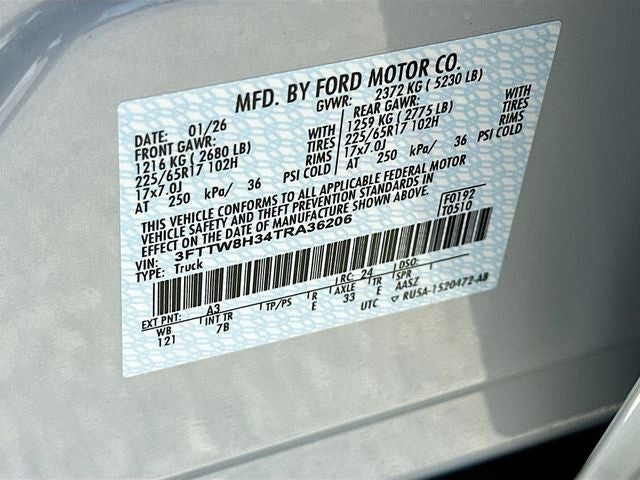 MFD. BY FORD MOTOR CO.
DATE: 01/26 GVWR: 2372 KG ( 5230 LB)
FRONT GAWR: REAR GAWR:
1216 KG ( 2680 LB) WITH 1259 KG ( 2775 LB) WITH
225/65R17 102H TIRES 225/65R17 102H TIRES
17x7.0J RIMS 17x7.0J RIMS
AT 250 kPa/ 36 PSI COLD AT 250 kPa/ 36 PSI COLD
THIS VEHICLE CONFORMS TO ALL APPLICABLE FEDERAL MOTOR
VEHICLE SAFETY AND THEFT PREVENTION STANDARDS IN
EFFECT ON THE DATE OF MANUFACTURE SHOWN ABOVE.
F0192
T0510
VIN: 3FTTW8H34TRA36206
TYPE: Truck
EXT PNT: A3 RC: 24 DSO:
WB INT TR TP/PS R AXLE TR SPR
121 7B E 33 E AASZ
UTC ▽ RU5A-1520472-AB